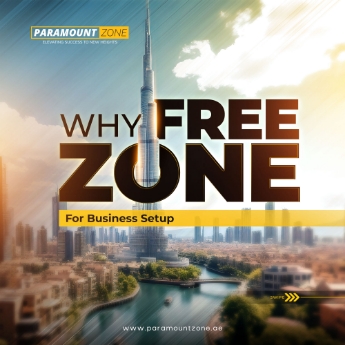 PARAMOUNT ZONE
ELEVATING SUCCESS TO NEW HEIGHTS
WHY FREE
ZONE
For Business Setup
www.paramountzone.ae